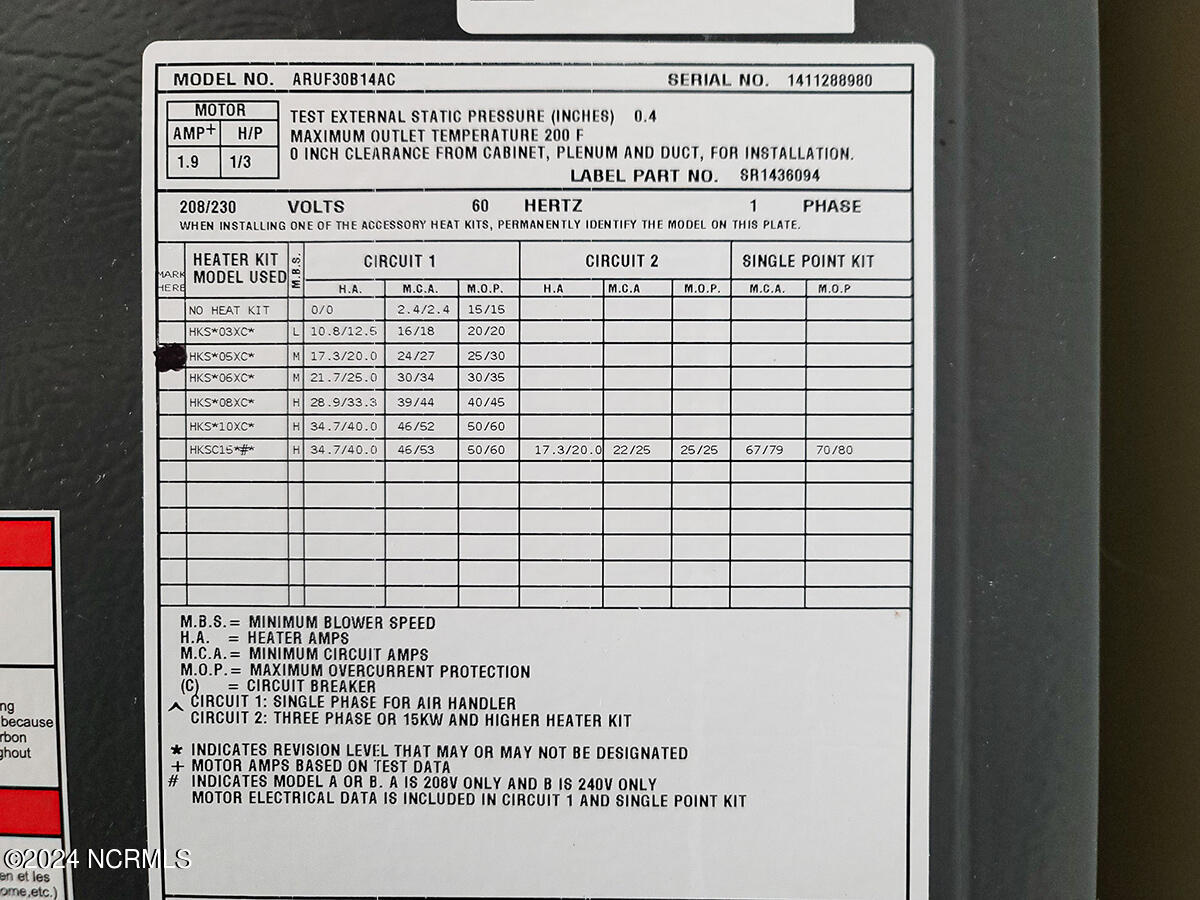 MODEL NO. ARUF30B14AC SERIAL NO. 1411288980
MOTOR
AMP+ H/P
1.9 1/3
TEST EXTERNAL STATIC PRESSURE (INCHES) 0.4
MAXIMUM OUTLET TEMPERATURE 200 F
0 INCH CLEARANCE FROM CABINET, PLENUM AND DUCT, FOR INSTALLATION.
LABEL PART NO. SR1436094
208/230 VOLTS 60 HERTZ 1 PHASE
WHEN INSTALLING ONE OF THE ACCESSORY HEAT KITS, PERMANENTLY IDENTIFY THE MODEL ON THIS PLATE.
MARK HERE HEATER KIT MODEL USED M.B.S. CIRCUIT 1 CIRCUIT 2 SINGLE POINT KIT
H.A. M.C.A. M.O.P. H.A M.C.A M.O.P. M.C.A. M.O.P
NO HEAT KIT 0/0 2.4/2.4 15/15
HKS*03XC* L 10.8/12.5 16/18 20/20
HKS*05XC* M 17.3/20.0 24/27 25/30
HKS*06XC* M 21.7/25.0 30/34 30/35
HKS*08XC* H 28.9/33.3 39/44 40/45
HKS*10XC* H 34.7/40.0 46/52 50/60
HKSC15*#* H 34.7/40.0 46/53 50/60 17.3/20.0 22/25 25/25 67/79 70/80
M.B.S. = MINIMUM BLOWER SPEED
H.A. = HEATER AMPS
M.C.A. = MINIMUM CIRCUIT AMPS
M.O.P. = MAXIMUM OVERCURRENT PROTECTION
(C) = CIRCUIT BREAKER
^ CIRCUIT 1: SINGLE PHASE FOR AIR HANDLER
CIRCUIT 2: THREE PHASE OR 15KW AND HIGHER HEATER KIT
* INDICATES REVISION LEVEL THAT MAY OR MAY NOT BE DESIGNATED
+ MOTOR AMPS BASED ON TEST DATA
# INDICATES MODEL A OR B. A IS 208V ONLY AND B IS 240V ONLY
MOTOR ELECTRICAL DATA IS INCLUDED IN CIRCUIT 1 AND SINGLE POINT KIT
ng
because
rbon
ghout
©2024 NCRMLS
en et les
ome,etc.)